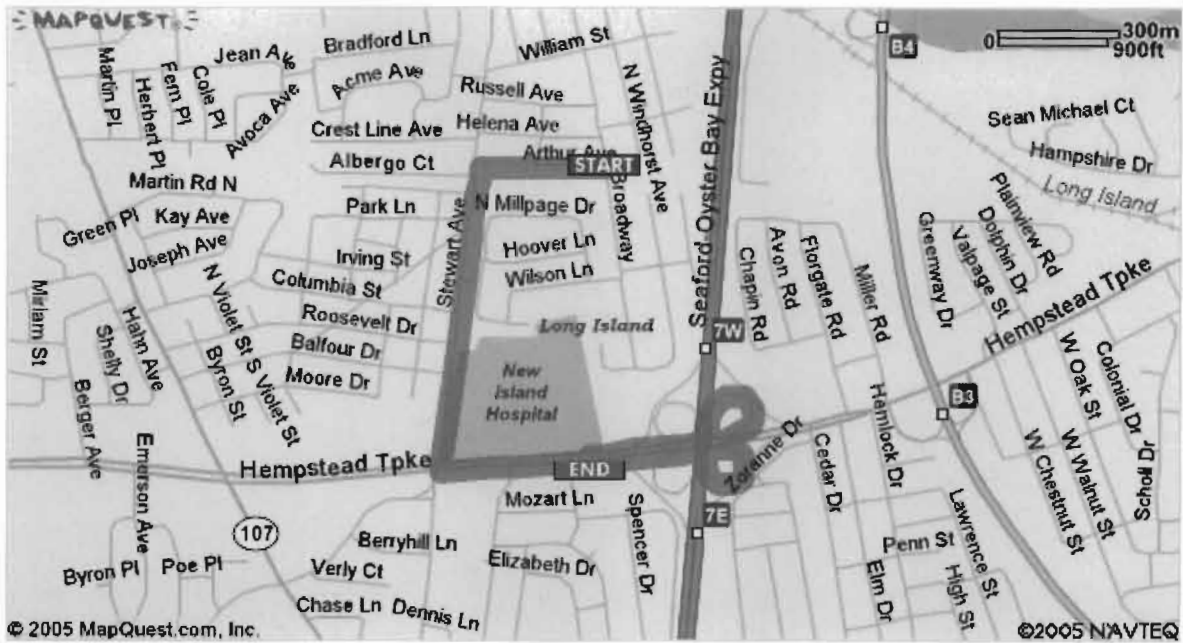 MAPQUEST
300m
900ft
0
B4
Bradford Ln
William St
Jean Ave
Martin Pl
Herbert Pl
Fern Pl
Cole Pl
Avoca Ave
Acme Ave
Russell Ave
N Windhorst Ave
Seaford Oyster Bay Expy
Sean Michael Ct
Crest Line Ave
Helena Ave
Arthur Ave
START
Albergo Ct
Hampshire Dr
Long Island
Martin Rd N
Broadway
Green Pl
Kay Ave
Park Ln
N Millpage Dr
Joseph Ave
Stewart Ave
Hoover Ln
Irving St
Wilson Ln
Columbia St
Chapin Rd
Avon Rd
Florgate Rd
Miller Rd
Greenway Dr
Valpage St
Dolphin Dr
Plainview Rd
Hempstead Tpke
Miriam St
Hahn Ave
N Violet St
S Violet St
Roosevelt Dr
Long Island
7W
Shelly Dr
Balfour Dr
Byron St
Moore Dr
New
Island
Hospital
Berger Ave
W Oak St
Colonial Dr
B3
Hemlock Dr
Zoranne Dr
Cedar Dr
Emerson Ave
Hempstead Tpke
END
W Chestnut St
W Walnut St
Scholl Dr
Mozart Ln
Spencer Dr
7E
107
Berryhill Ln
Elizabeth Dr
Lawrence St
Penn St
Byron Pl
Poe Pl
Verly Ct
Elm Dr
High St
Chase Ln
Dennis Ln
© 2005 MapQuest.com, Inc.
©2005 NAVTEQ